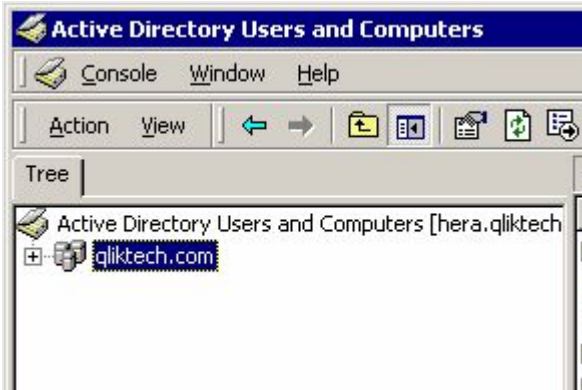 Active Directory Users and Computers
Console Window Help
Action View
Tree
Active Directory Users and Computers [hera.qliktech
qliktech.com